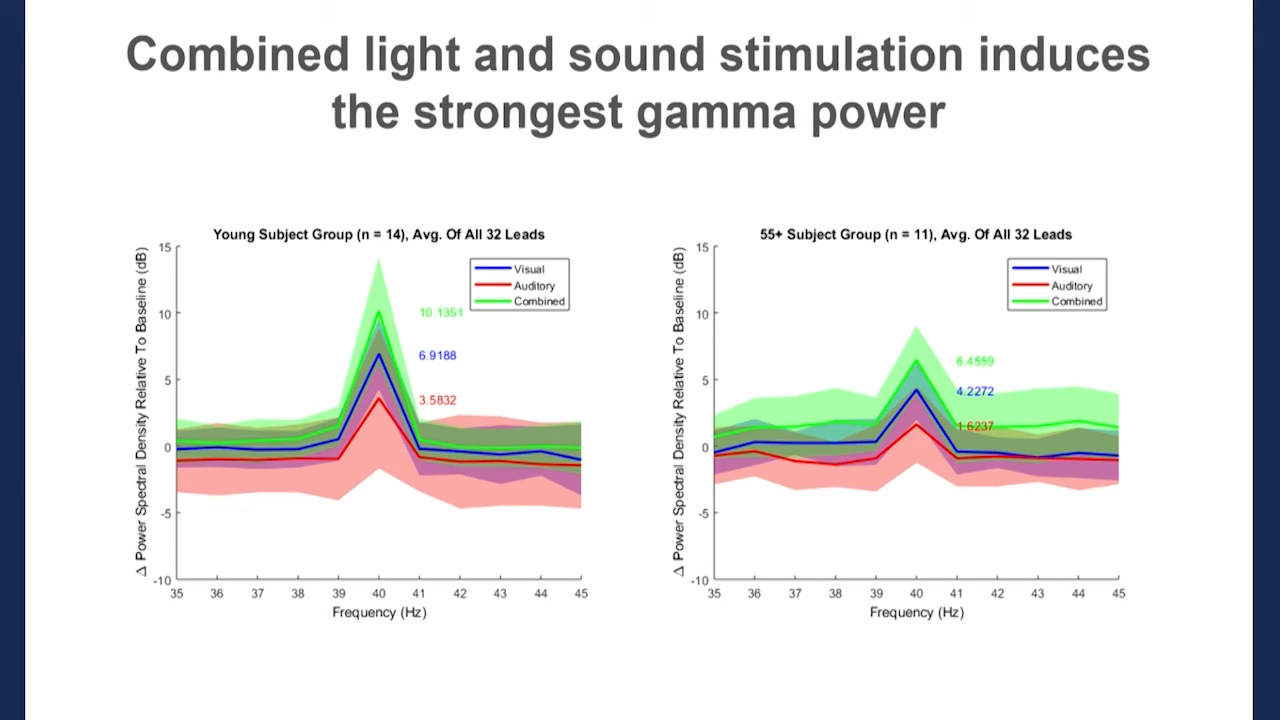 Combined light and sound stimulation induces
the strongest gamma power
Young Subject Group (n = 14), Avg. Of All 32 Leads
Δ Power Spectral Density Relative To Baseline (dB)
15
10
5
0
-5
-10
Visual
Auditory
Combined
10.1351
6.9188
3.5832
35 36 37 38 39 40 41 42 43 44 45
Frequency (Hz)
55+ Subject Group (n = 11), Avg. Of All 32 Leads
Δ Power Spectral Density Relative To Baseline (dB)
15
10
5
0
-5
-10
Visual
Auditory
Combined
6.4559
4.2272
1.6237
35 36 37 38 39 40 41 42 43 44 45
Frequency (Hz)